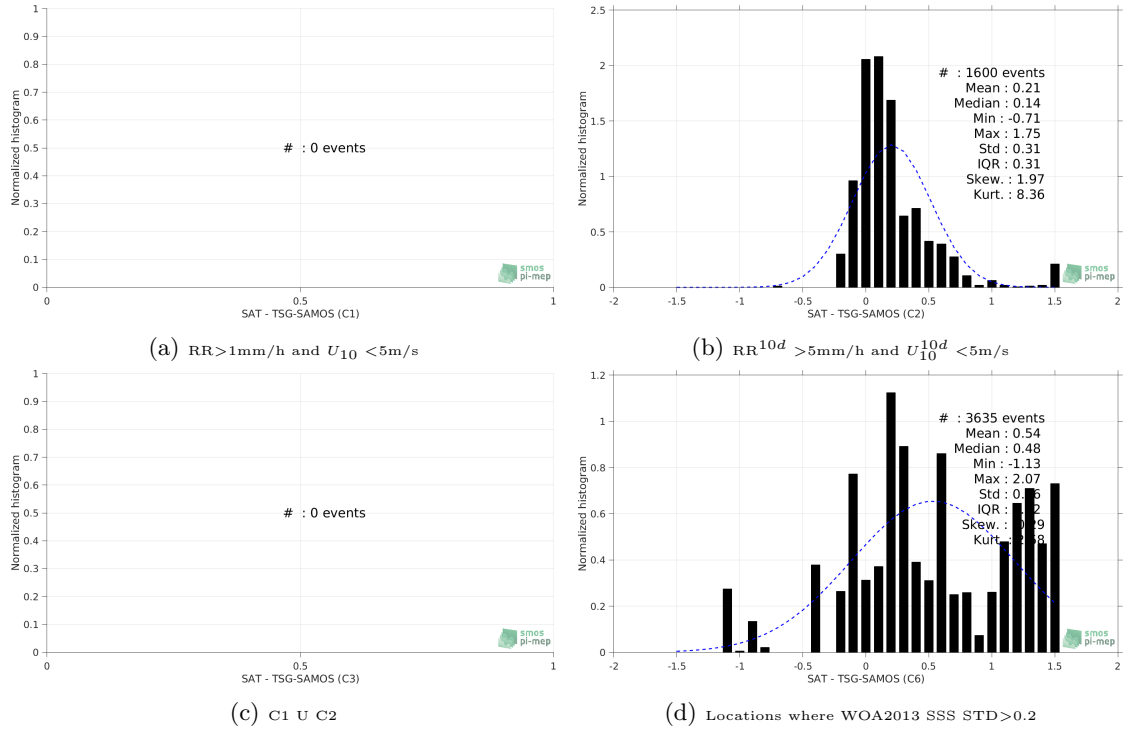 1
0.9
0.8
0.7
0.6
0.5
0.4
0.3
0.2
0.1
0
Normalized histogram
# : 0 events
smos
pi-mep
0
0.5
1
SAT - TSG-SAMOS (C1)
(a) RR>1mm/h and U10 <5m/s
2.5
2
1.5
1
0.5
0
Normalized histogram
# : 1600 events
Mean : 0.21
Median : 0.14
Min : -0.71
Max : 1.75
Std : 0.31
IQR : 0.31
Skew. : 1.97
Kurt. : 8.36
smos
pi-mep
-2
-1.5
-1
-0.5
0
0.5
1
1.5
2
SAT - TSG-SAMOS (C2)
(b) RR10d >5mm/h and U10d10 <5m/s
1
0.9
0.8
0.7
0.6
0.5
0.4
0.3
0.2
0.1
0
Normalized histogram
# : 0 events
smos
pi-mep
0
0.5
1
SAT - TSG-SAMOS (C3)
(c) C1 U C2
1.2
1
0.8
0.6
0.4
0.2
0
Normalized histogram
# : 3635 events
Mean : 0.54
Median : 0.48
Min : -1.13
Max : 2.07
Std :
IQR :
Skew. :
Kurt. :
smos
pi-mep
-2
-1.5
-1
-0.5
0
0.5
1
1.5
2
SAT - TSG-SAMOS (C6)
(d) Locations where WOA2013 SSS STD>0.2